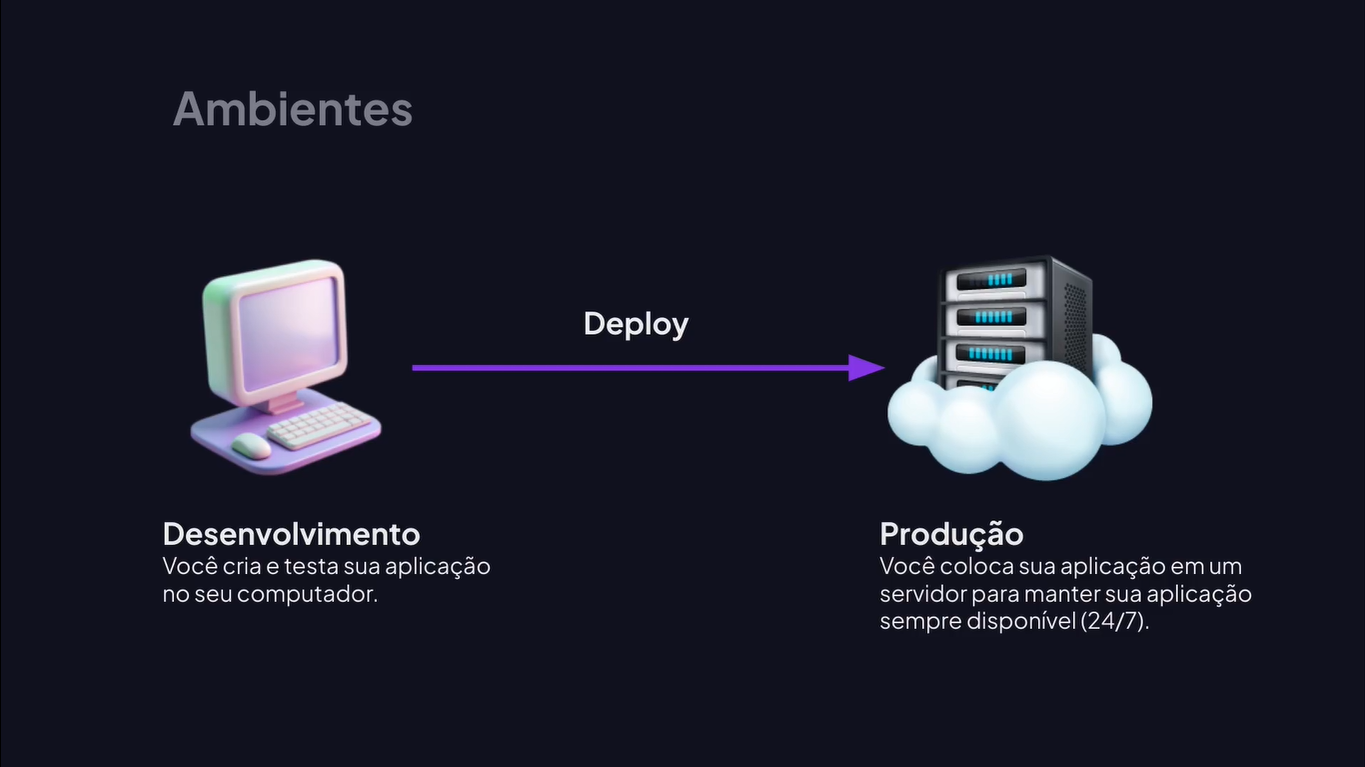 Ambientes
Deploy
Desenvolvimento
Você cria e testa sua aplicação
no seu computador.
Produção
Você coloca sua aplicação em um
servidor para manter sua aplicação
sempre disponível (24/7).